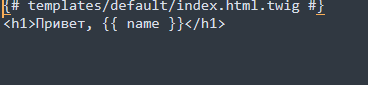 {# templates/default/index.html.twig #}
<h1>Привет, {{ name }}</h1>